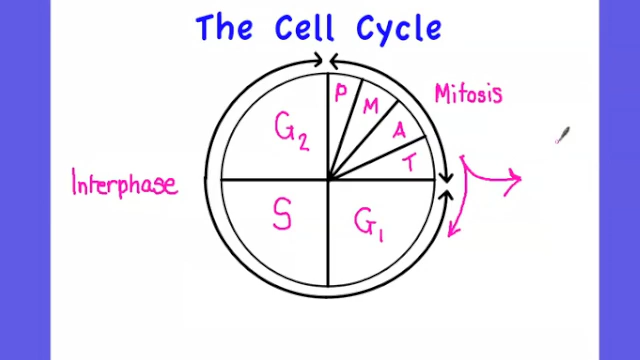 The Cell Cycle
P
M
Mitosis
A
T
G₂
Interphase
S
G₁